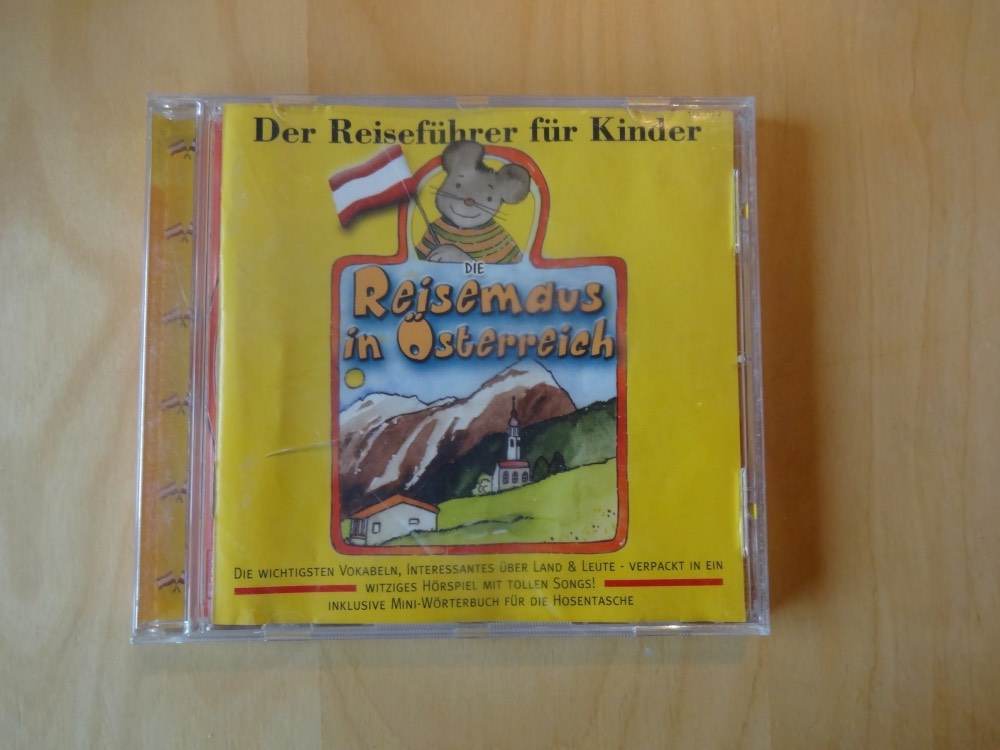 Der Reiseführer für Kinder
DIE
Reisemaus
in Österreich
DIE WICHTIGSTEN VOKABELN, INTERESSANTES ÜBER LAND & LEUTE - VERPACKT IN EIN
WITZIGES HÖRSPIEL MIT TOLLEN SONGS!
INKLUSIVE MINI-WÖRTERBUCH FÜR DIE HOSENTASCHE